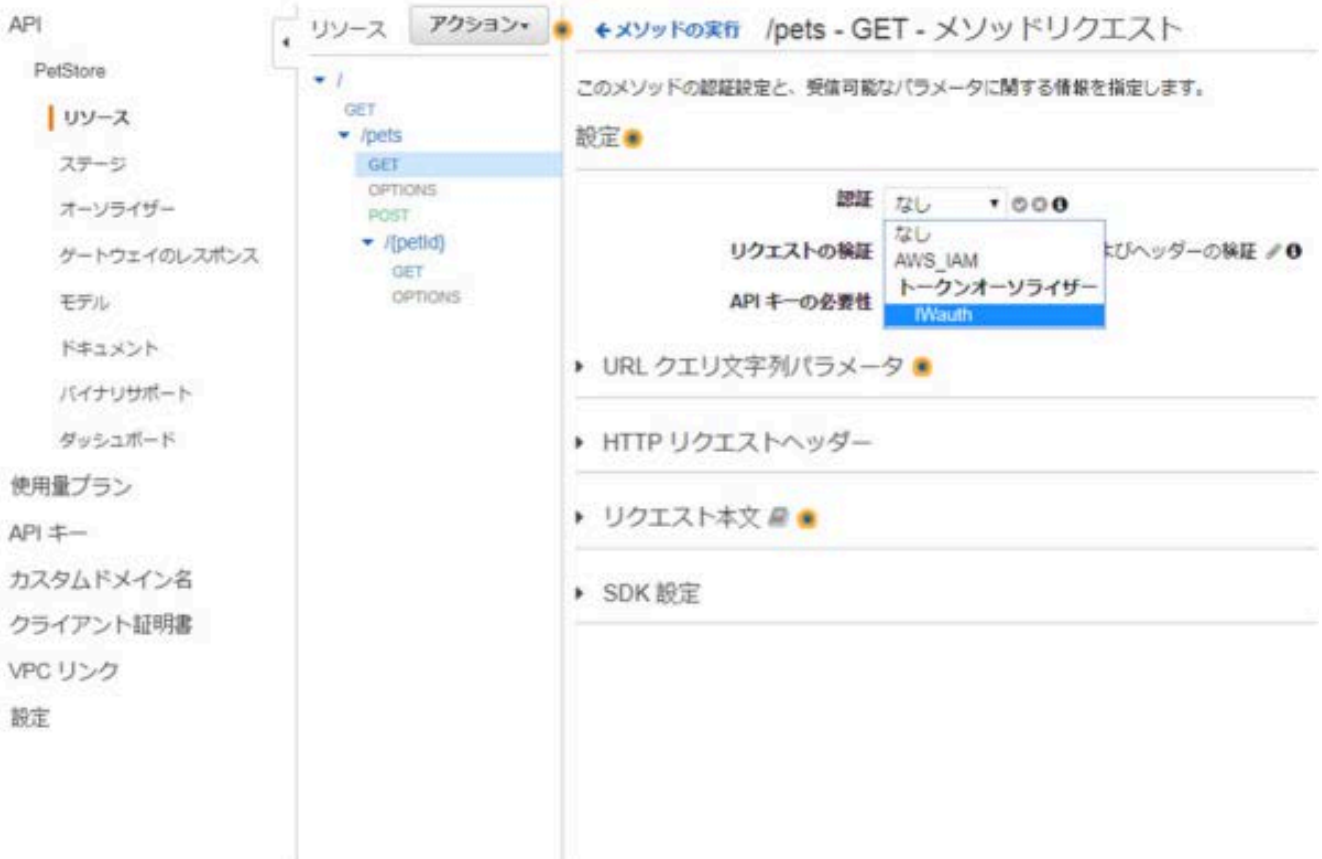 API
PetStore
リソース
ステージ
オーソライザー
ゲートウェイのレスポンス
モデル
ドキュメント
バイナリサポート
ダッシュボード
使用量プラン
API キー
カスタムドメイン名
クライアント証明書
VPC リンク
設定
リソース
アクション
/
GET
/pets
GET
OPTIONS
POST
/{petId}
GET
OPTIONS
メソッドの実行 /pets - GET - メソッドリクエスト
このメソッドの認証設定と、受信可能なパラメータに関する情報を指定します。
設定
認証 なし
なし
リクエストの検証 よびヘッダーの検証
AWS_IAM
トークンオーソライザー
API キーの必要性
IWauth
URL クエリ文字列パラメータ
HTTP リクエストヘッダー
リクエスト本文
SDK 設定